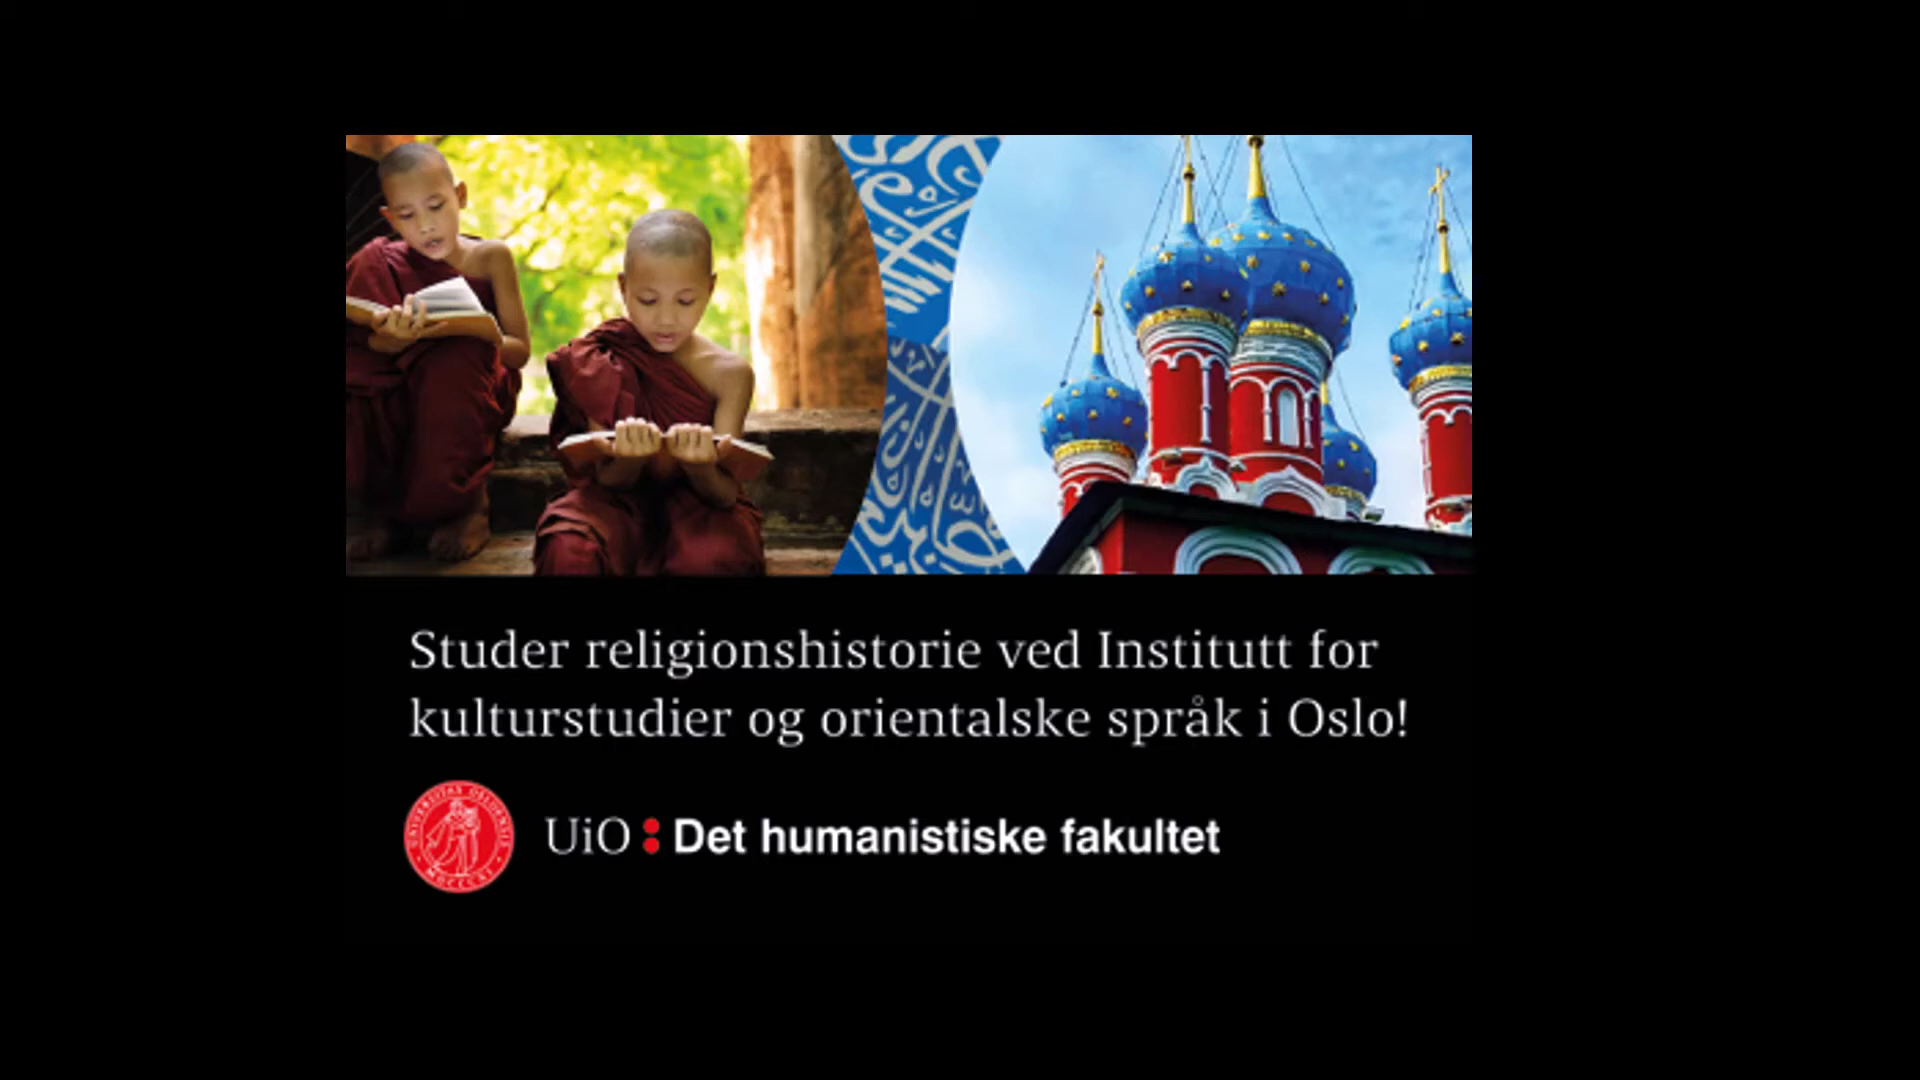 Studer religionshistorie ved Institutt for
kulturstudier og orientalske språk i Oslo!
UiO : Det humanistiske fakultet